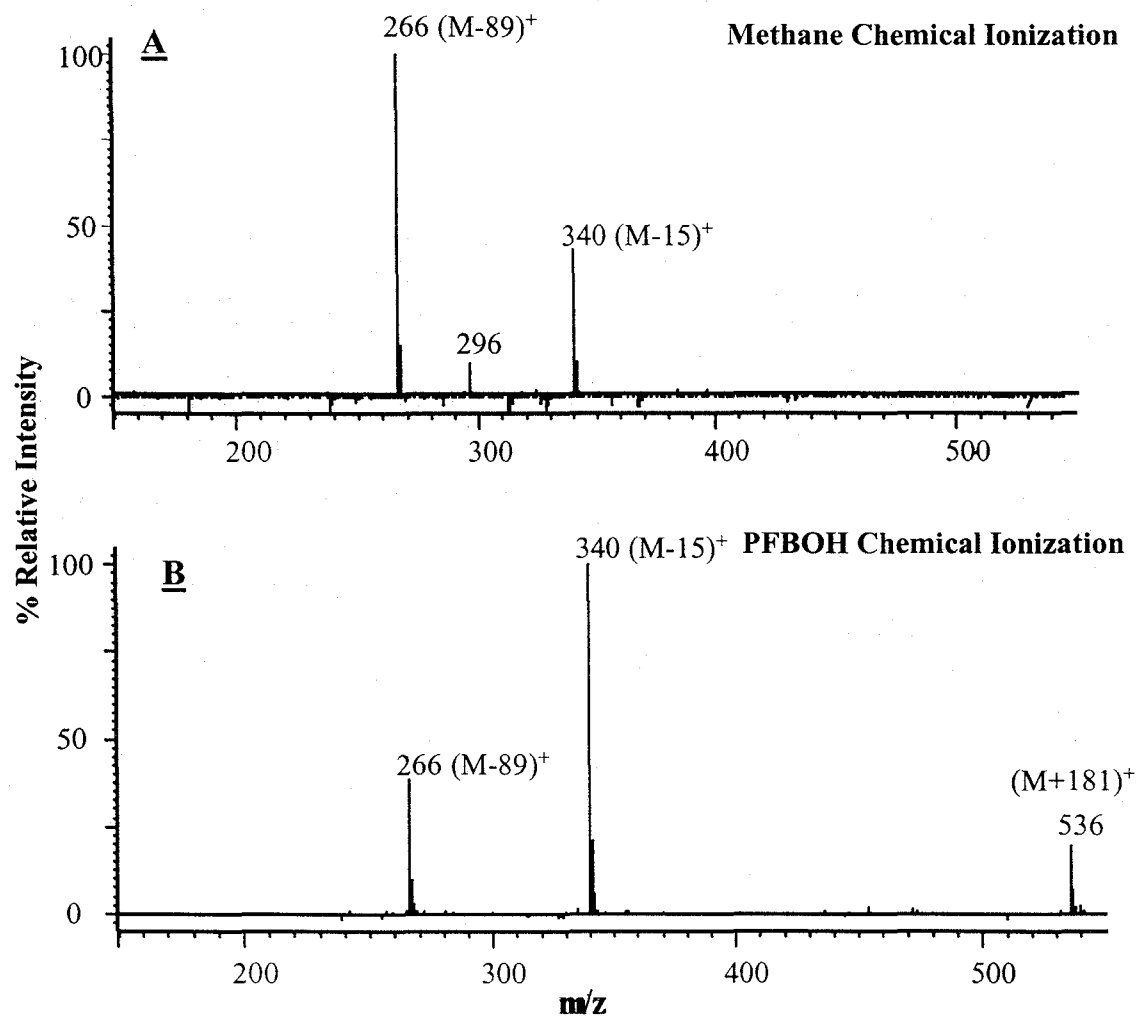 266 (M-89)+
A
Methane Chemical Ionization
100
340 (M-15)+
50
296
0
200
300
400
500
% Relative Intensity
340 (M-15)+
PFBOH Chemical Ionization
100
B
50
266 (M-89)+
(M+181)+
536
0
200
300
400
500
m/z